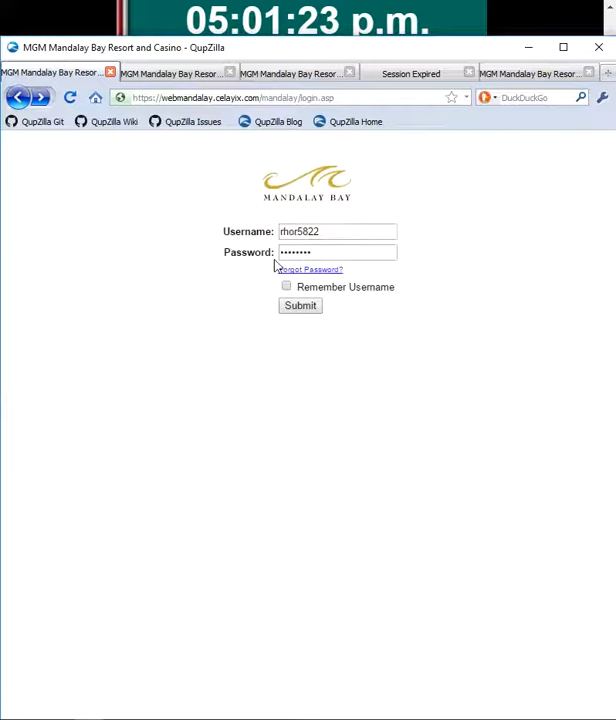 05:01:23 p.m.
MGM Mandalay Bay Resort and Casino - QupZilla
MGM Mandalay Bay Resor... MGM Mandalay Bay Resor... MGM Mandalay Bay Resor... Session Expired MGM Mandalay Bay Resor...
https://webmandalay.celayix.com/mandalay/login.asp DuckDuckGo
QupZilla Git QupZilla Wiki QupZilla Issues QupZilla Blog QupZilla Home
MANDALAY BAY
Username: rhor5822
Password: ••••••••
Forgot Password?
Remember Username
Submit